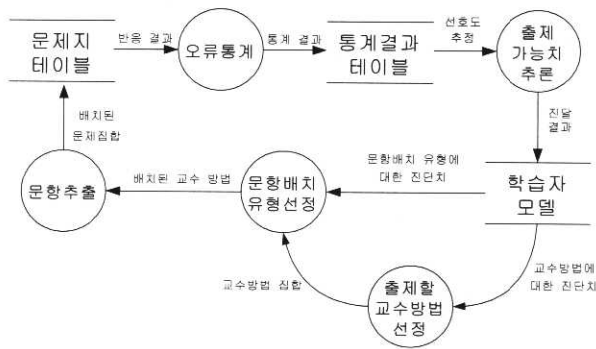 문제지
테이블
반응 결과
오류통계
통계 결과
통계결과
테이블
선호도
추정
출제
가능치
추론
진달
결과
배치된
문제집합
문항배치 유형에
대한 진단치
학습자
모델
문항추출
배치된 교수 방법
문항배치
유형선정
교수방법에
대한 진단치
교수방법 집합
출제할
교수방법
선정